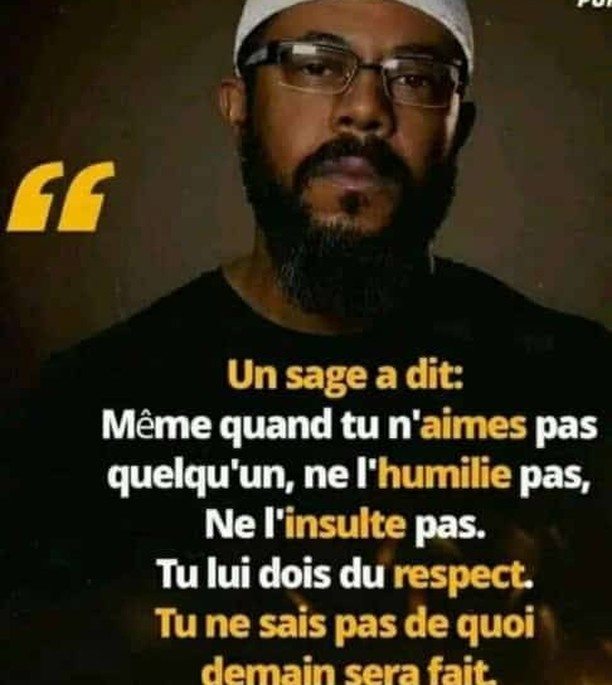 Un sage a dit:
Même quand tu n'aimes pas
quelqu'un, ne l'humilie pas,
Ne l'insulte pas.
Tu lui dois du respect.
Tu ne sais pas de quoi
demain sera fait.